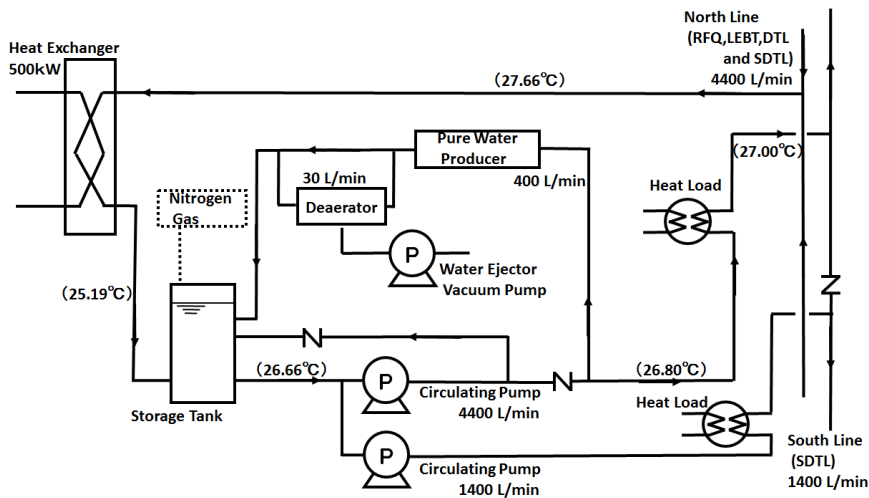 North Line
(RFQ,LEBT,DTL
and SDTL)
4400 L/min
Heat Exchanger
500kW
(27.66℃)
Pure Water
Producer
400 L/min
30 L/min
Deaerator
Nitrogen
Gas
Heat Load
(27.00℃)
P
Water Ejector
Vacuum Pump
(25.19℃)
(26.66℃)
P
(26.80℃)
Circulating Pump
4400 L/min
Storage Tank
Heat Load
P
Circulating Pump
1400 L/min
South Line
(SDTL)
1400 L/min